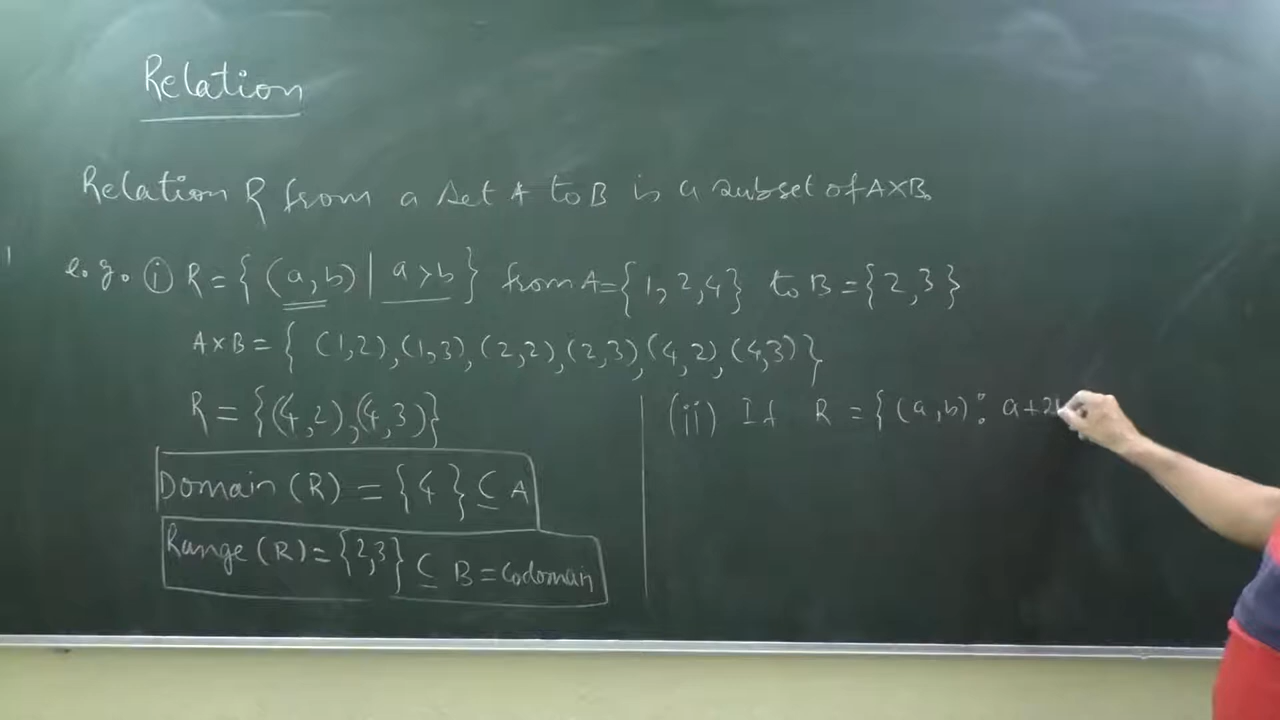 Relation
Relation R from a set A to B is a subset of A×B.
e.g. (i) R = { (a,b) | a>b } from A={1,2,4} to B={2,3}
A×B = { (1,2),(1,3),(2,2),(2,3),(4,2),(4,3)}
R = {(4,2),(4,3)}
Domain (R) = {4} ⊆ A
Range (R) = {2,3} ⊆ B = Codomain
(ii) If R = { (a,b): a+2